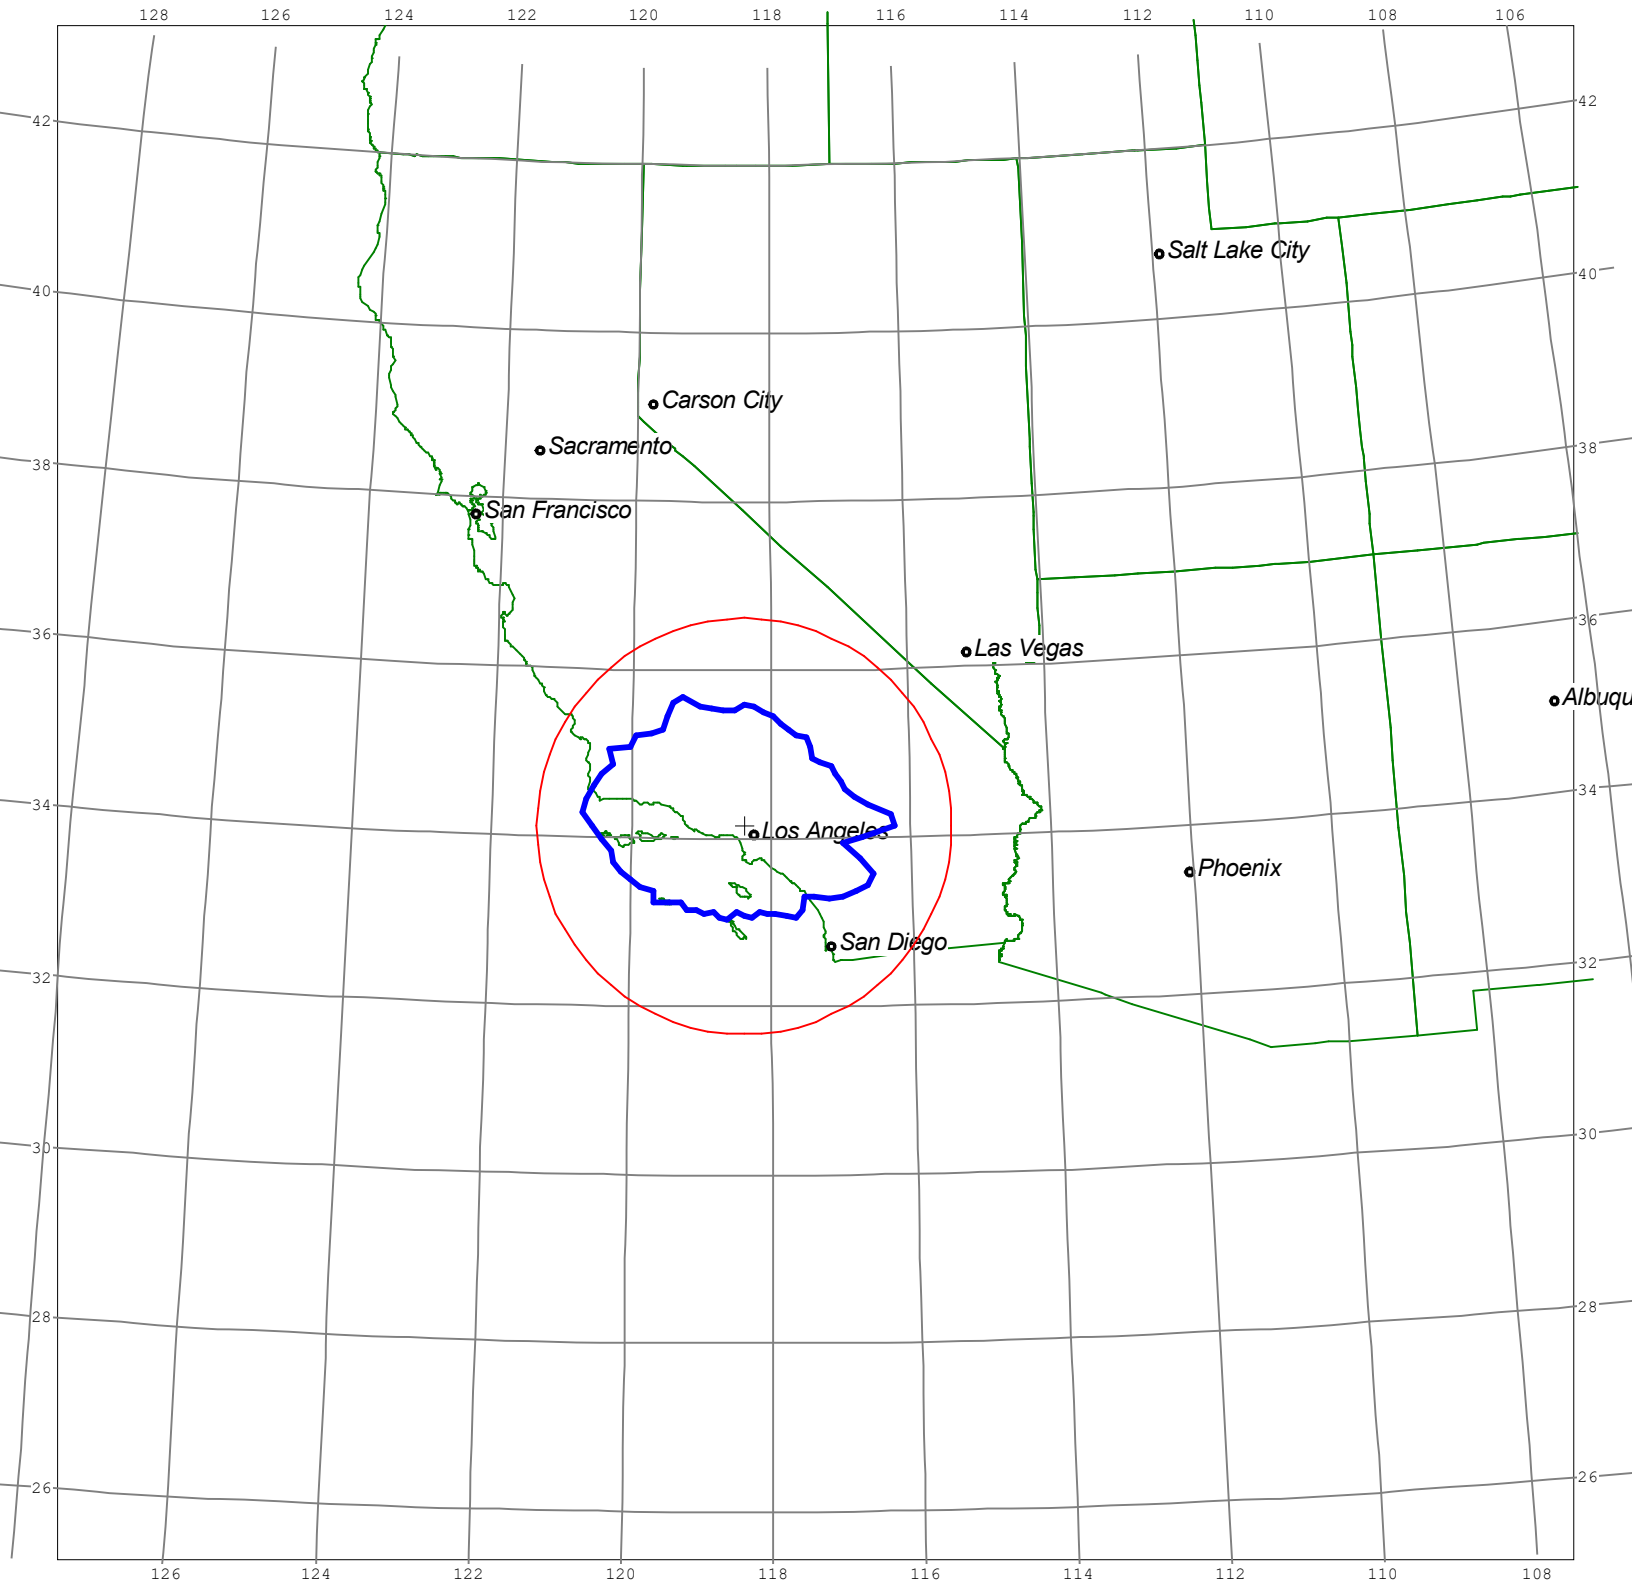 128 126 124 122 120 118 116 114 112 110 108 106
42 42
Salt Lake City
40 40
Carson City
Sacramento
38 38
San Francisco
36 36
Las Vegas
Albuqu
34 34
Los Angeles
Phoenix
San Diego
32 32
30 30
28 28
26 26
126 124 122 120 118 116 114 112 110 108